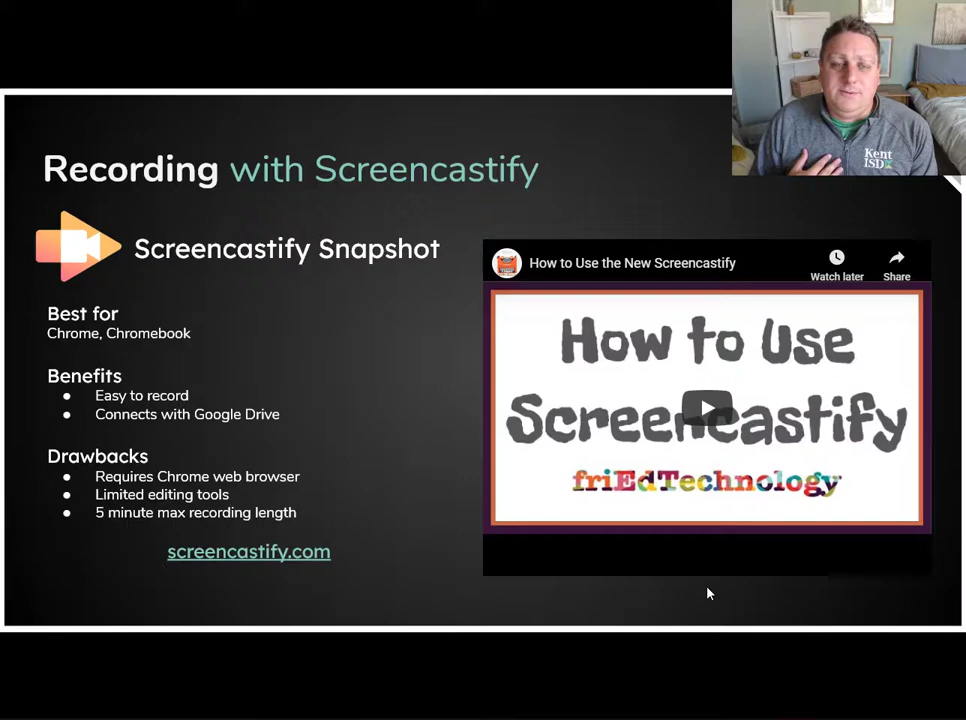 Kent
ISD
Recording with Screencastify
Screencastify Snapshot
Best for
Chrome, Chromebook
Benefits
● Easy to record
● Connects with Google Drive
Drawbacks
● Requires Chrome web browser
● Limited editing tools
● 5 minute max recording length
screencastify.com
How to Use the New Screencastify
Watch later
Share
How to Use
Screencastify
friEdTechnology